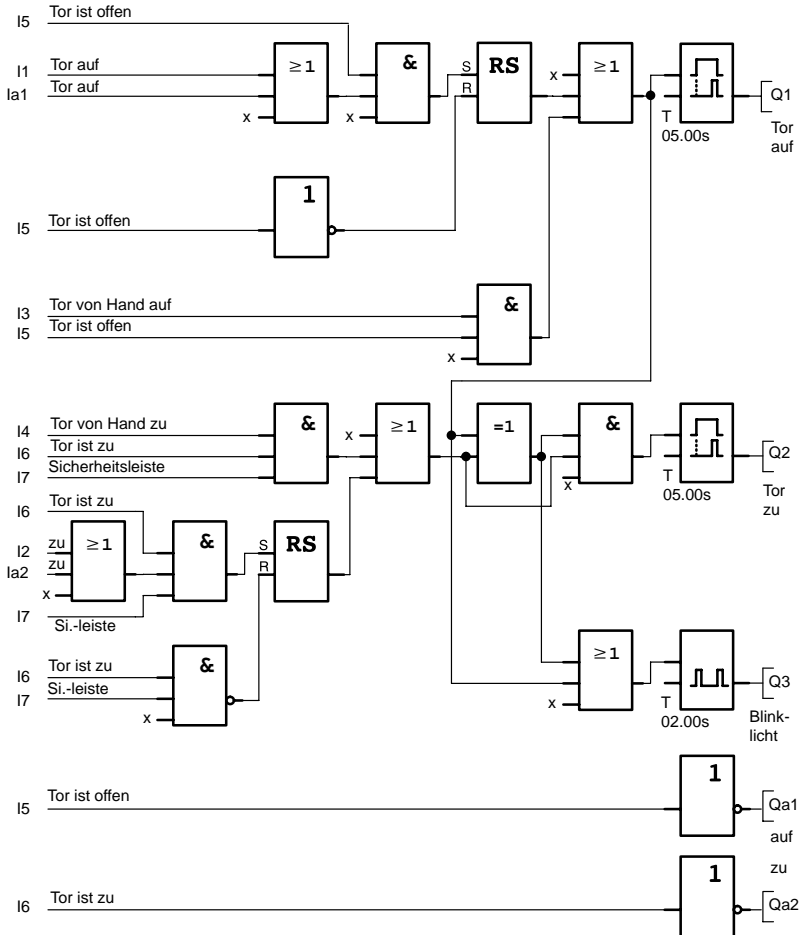 I5 Tor ist offen
≥1 & RS ≥1
I1 Tor auf
S x Q1
Ia1 Tor auf
R
x x T
05.00s
Tor
auf
1
I5 Tor ist offen
&
I3 Tor von Hand auf
I5 Tor ist offen
x
& ≥1 =1 &
I4 Tor von Hand zu
x
I6 Tor ist zu
Q2
I7 Sicherheitsleiste
x T
05.00s
Tor
zu
I6 Tor ist zu
≥1 & RS
I2 zu
S
Ia2 zu
R
x
I7
Si.-leiste
& ≥1
I6 Tor ist zu
Q3
I7 Si.-leiste
x x T
02.00s
Blink-
licht
1
I5 Tor ist offen
Qa1
auf
zu
1
I6 Tor ist zu
Qa2